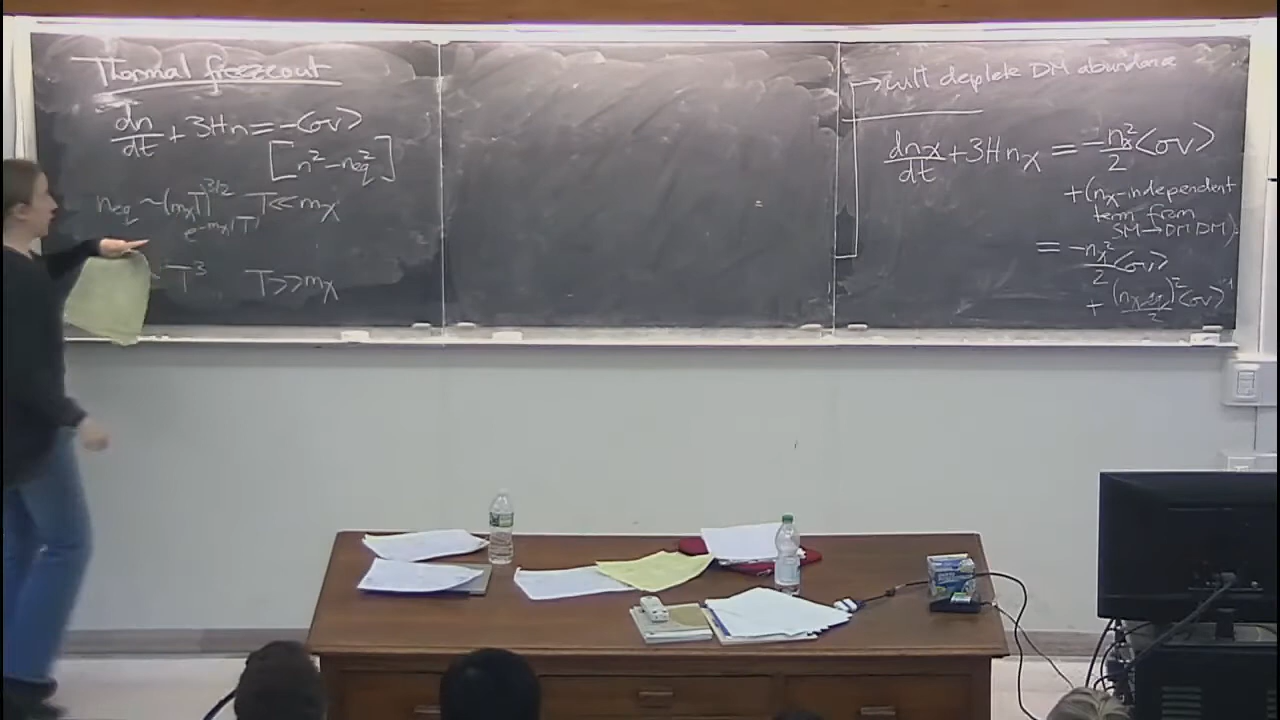 Thermal freezeout
dn/dt + 3Hn = -<σv>
[n² - n_eq²]
n_eq ~ (m_χT)^3/2 T << m_χ
e^-m_χ/T
T³ T >> m_χ
→ will deplete DM abundance
dn_χ/dt + 3Hn_χ = -n_χ²/2 <σv>
+ (n_χ-independent
term from
SM → DM DM)
= -n_χ²/2 <σv>
+ (n_χ,eq)²/2 <σv>